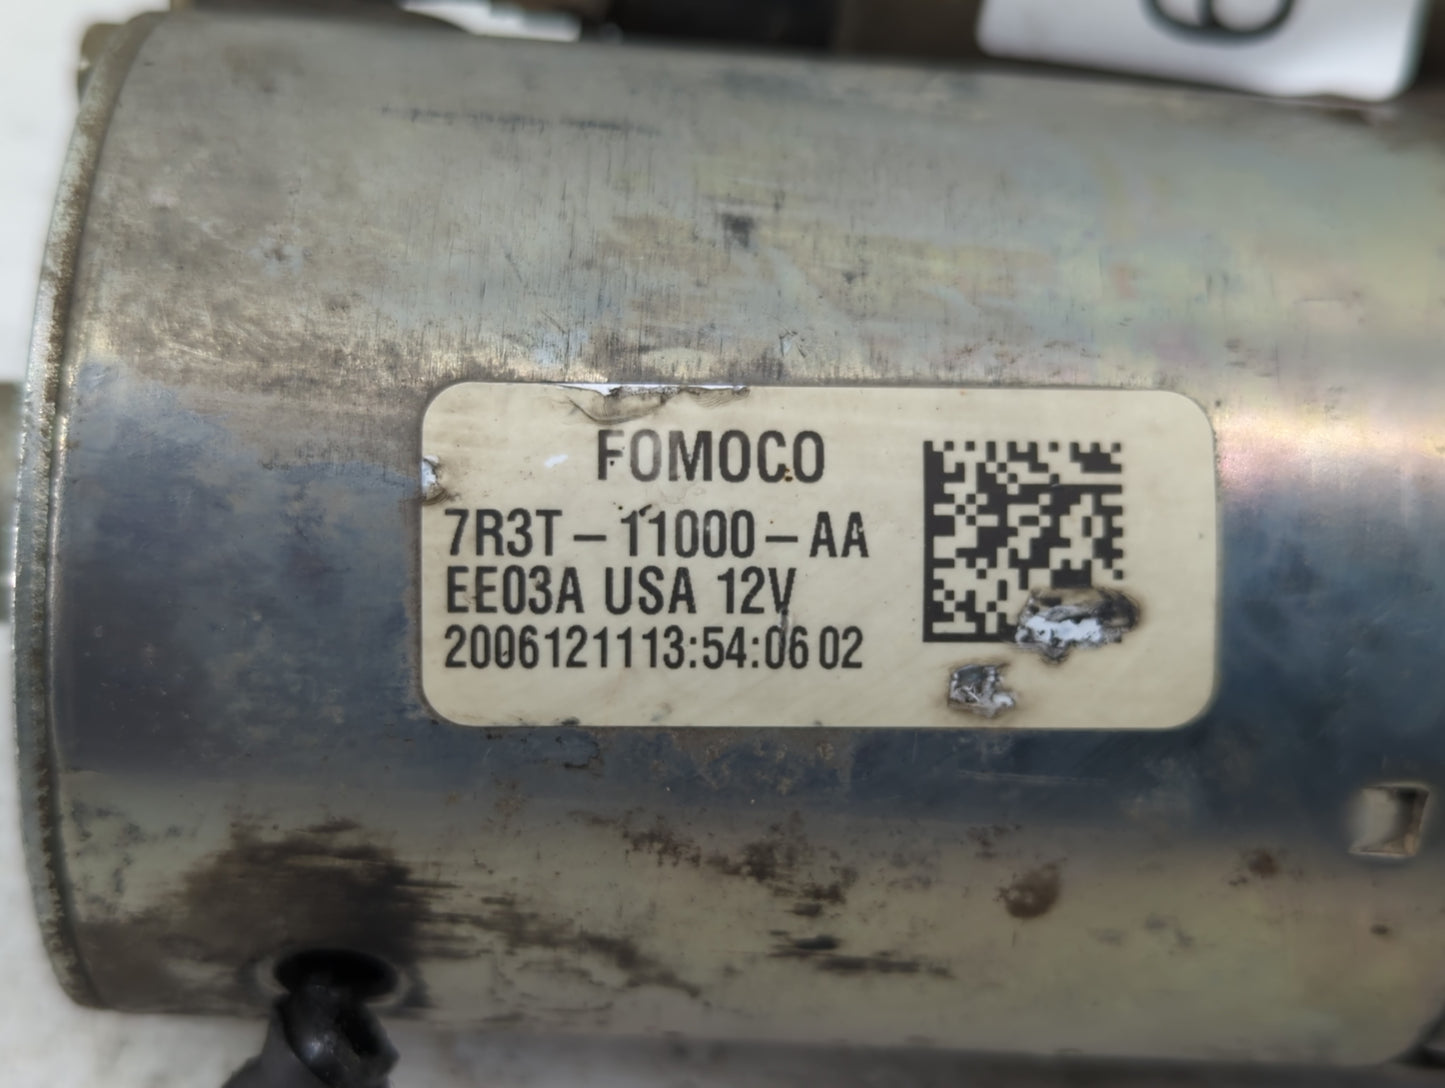 FOMOCO
7R3T-11000-AA
EE03A USA 12V
2006121113:54:06 02